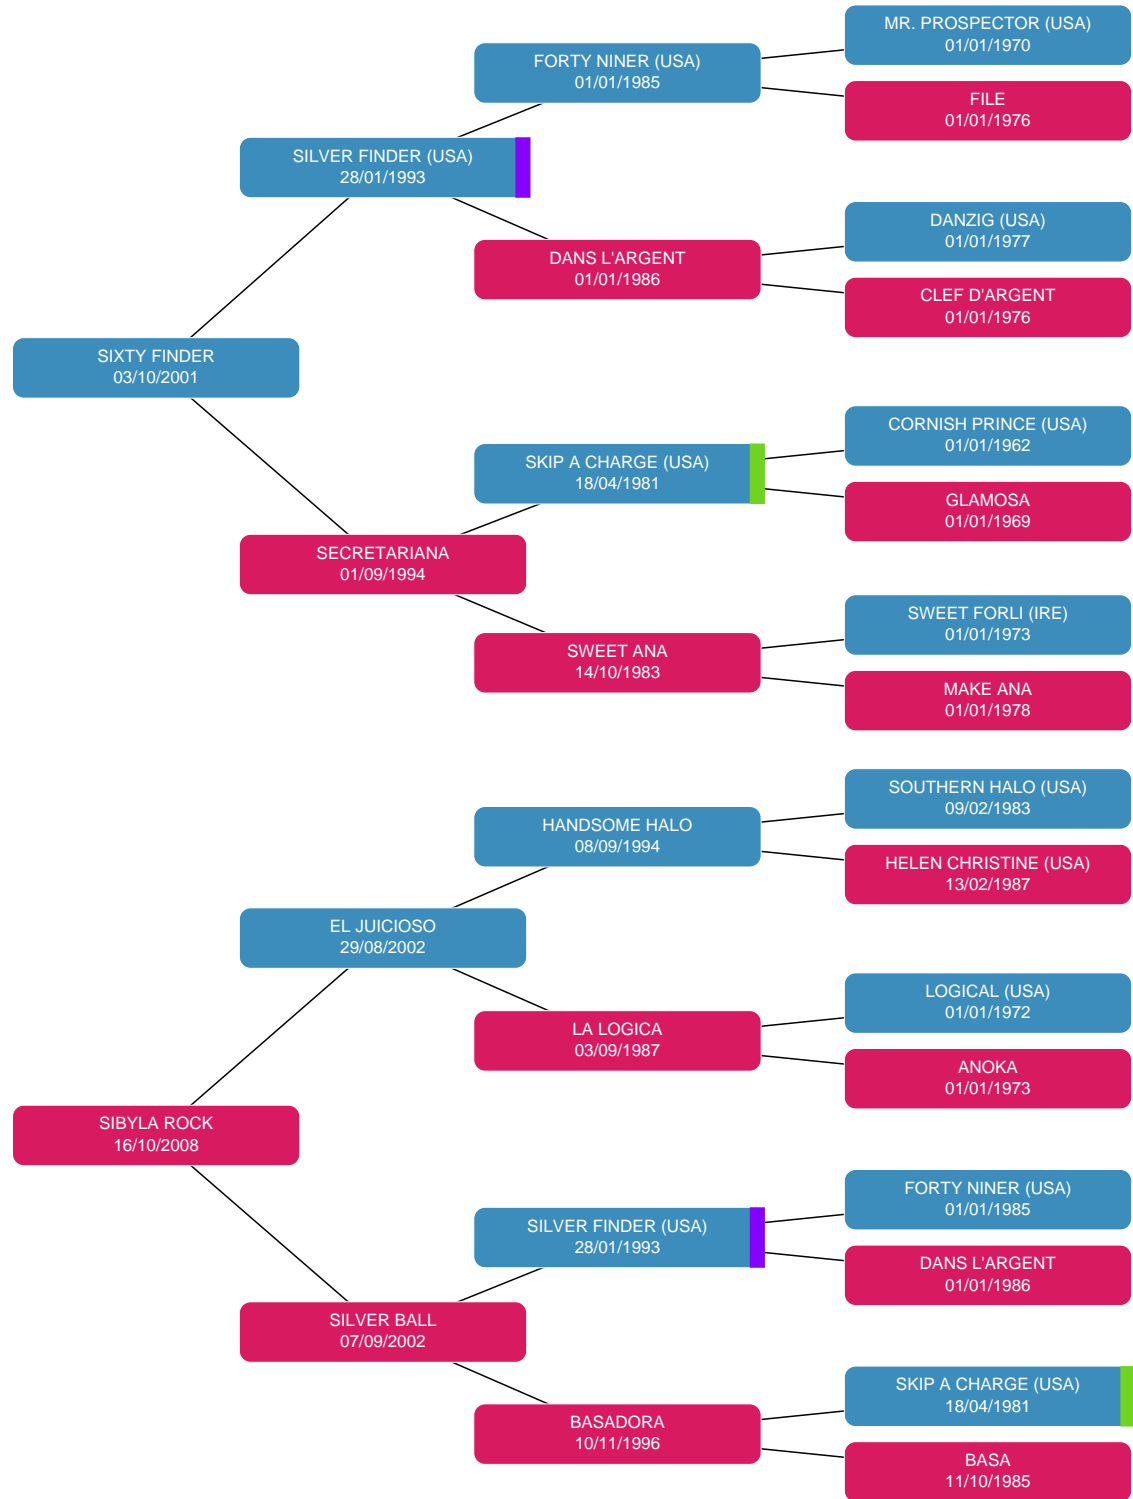 MR. PROSPECTOR (USA)
01/01/1970
FORTY NINER (USA)
01/01/1985
FILE
01/01/1976
SILVER FINDER (USA)
28/01/1993
DANZIG (USA)
01/01/1977
DANS L'ARGENT
01/01/1986
CLEF D'ARGENT
01/01/1976
SIXTY FINDER
03/10/2001
CORNISH PRINCE (USA)
01/01/1962
SKIP A CHARGE (USA)
18/04/1981
GLAMOSA
01/01/1969
SECRETARIANA
01/09/1994
SWEET FORLI (IRE)
01/01/1973
SWEET ANA
14/10/1983
MAKE ANA
01/01/1978
SOUTHERN HALO (USA)
09/02/1983
HANDSOME HALO
08/09/1994
HELEN CHRISTINE (USA)
13/02/1987
EL JUICIOSO
29/08/2002
LOGICAL (USA)
01/01/1972
LA LOGICA
03/09/1987
ANOKA
01/01/1973
SIBYLA ROCK
16/10/2008
FORTY NINER (USA)
01/01/1985
SILVER FINDER (USA)
28/01/1993
DANS L'ARGENT
01/01/1986
SILVER BALL
07/09/2002
SKIP A CHARGE (USA)
18/04/1981
BASADORA
10/11/1996
BASA
11/10/1985